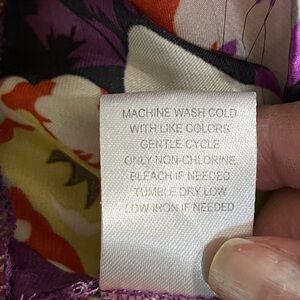 MACHINE WASH COLD
WITH LIKE COLORS
GENTLE CYCLE
ONLY NON-CHLORINE
BLEACH IF NEEDED
TUMBLE DRY LOW
LOW IRON IF NEEDED